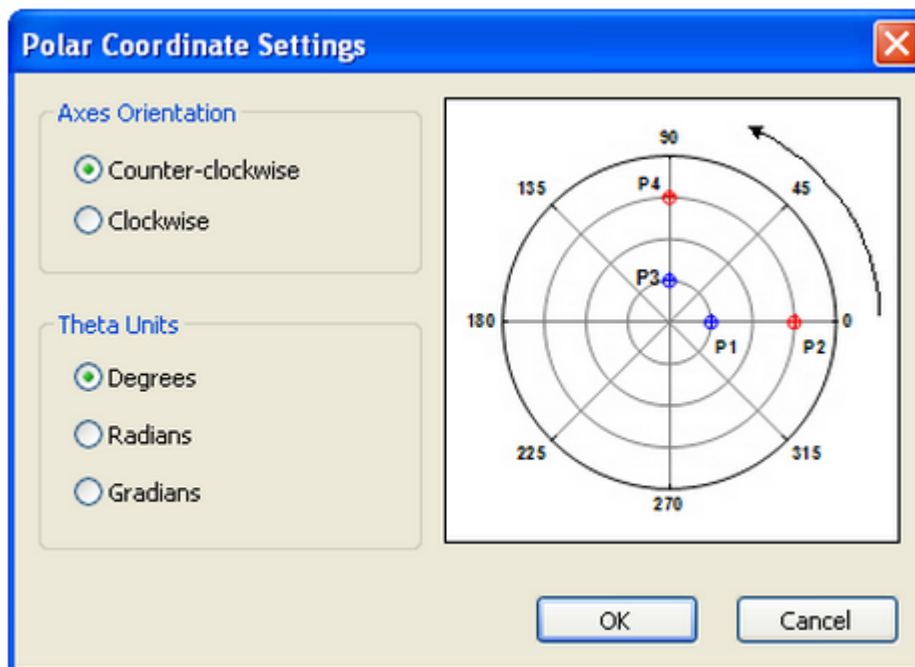 Polar Coordinate Settings
Axes Orientation
Counter-clockwise
Clockwise
Theta Units
Degrees
Radians
Gradians
90
135
P4
45
P3
180
0
P1
P2
225
315
270
OK
Cancel